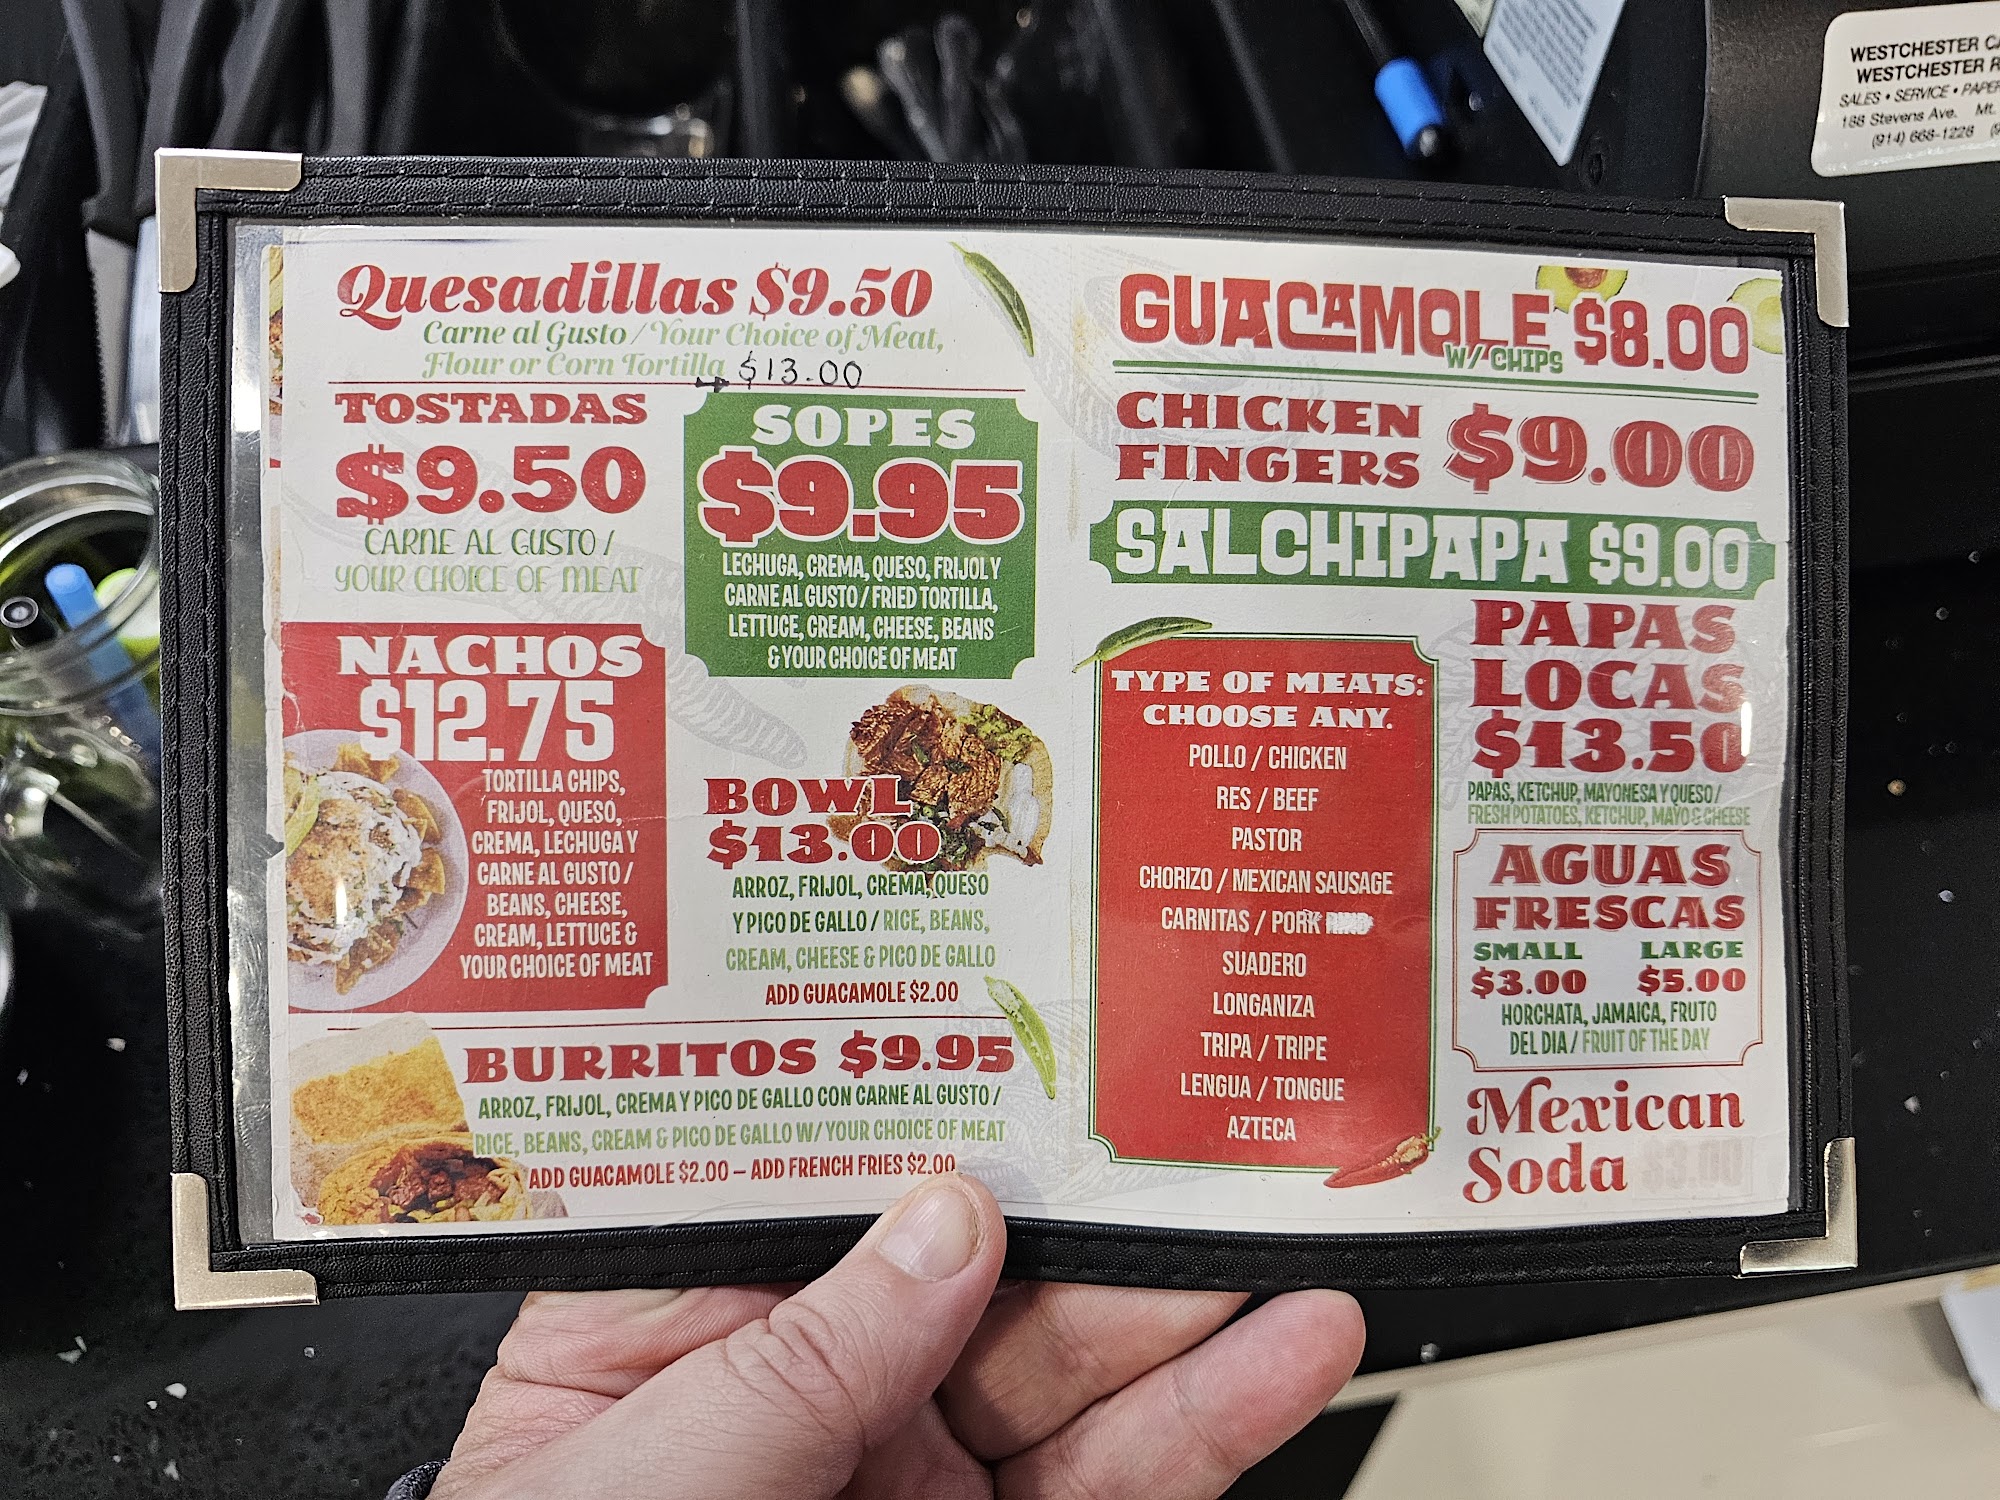 Quesadillas $9.50
Carne al Gusto / Your Choice of Meat,
Flour or Corn Tortilla $13.00
TOSTADAS
$9.50
CARNE AL GUSTO /
YOUR CHOICE OF MEAT
SOPES
$9.95
LECHUGA, CREMA, QUESO, FRIJOL Y
CARNE AL GUSTO / FRIED TORTILLA,
LETTUCE, CREAM, CHEESE, BEANS
& YOUR CHOICE OF MEAT
NACHOS
$12.75
TORTILLA CHIPS,
FRIJOL, QUESO,
CREMA, LECHUGA Y
CARNE AL GUSTO /
BEANS, CHEESE,
CREAM, LETTUCE &
YOUR CHOICE OF MEAT
BOWL
$13.00
ARROZ, FRIJOL, CREMA, QUESO
Y PICO DE GALLO / RICE, BEANS,
CREAM, CHEESE & PICO DE GALLO
ADD GUACAMOLE $2.00
BURRITOS $9.95
ARROZ, FRIJOL, CREMA Y PICO DE GALLO CON CARNE AL GUSTO /
RICE, BEANS, CREAM & PICO DE GALLO W/ YOUR CHOICE OF MEAT
ADD GUACAMOLE $2.00 – ADD FRENCH FRIES $2.00
GUACAMOLE $8.00
W/ CHIPS
CHICKEN
FINGERS $9.00
SALCHIPAPA $9.00
TYPE OF MEATS:
CHOOSE ANY.
POLLO / CHICKEN
RES / BEEF
PASTOR
CHORIZO / MEXICAN SAUSAGE
CARNITAS / PORK
SUADERO
LONGANIZA
TRIPA / TRIPE
LENGUA / TONGUE
AZTECA
PAPAS
LOCAS
$13.50
PAPAS, KETCHUP, MAYONESA Y QUESO /
FRESH POTATOES, KETCHUP, MAYO & CHEESE
AGUAS
FRESCAS
SMALL LARGE
$3.00 $5.00
HORCHATA, JAMAICA, FRUTO
DEL DIA / FRUIT OF THE DAY
Mexican
Soda $3.00
WESTCHESTER
WESTCHESTER
SALES • SERVICE •
188 Stevens Ave. Mt.
(914) 668-1228